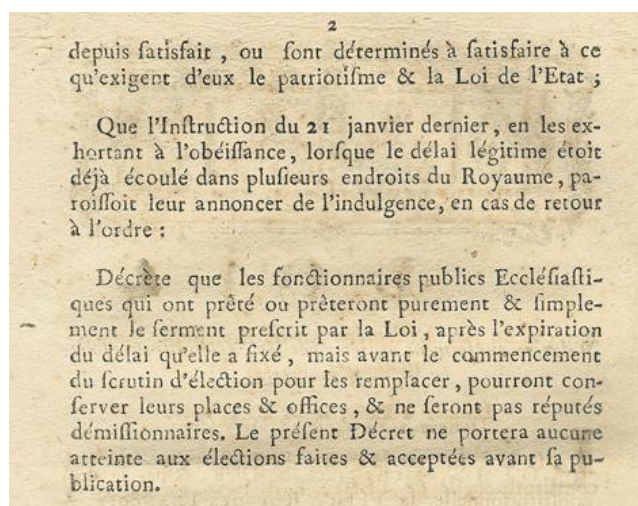 2
depuis ſatisfait , ou ſont déterminés à ſatisfaire à ce
qu'exigent d'eux le patriotiſme & la Loi de l'Etat ;
Que l'Inſtruction du 21 janvier dernier, en les ex-
hortant à l'obéiſſance, lorſque le délai légitime étoit
déjà écoulé dans pluſieurs endroits du Royaume, pa-
roiſſoit leur annoncer de l'indulgence, en cas de retour
à l'ordre :
Décrète que les fonctionnaires publics Eccléſiaſti-
ques qui ont prêté ou prêteront purement & ſimple-
ment le ſerment preſcrit par la Loi, après l'expiration
du délai qu'elle a fixé, mais avant le commencement
du ſcrutin d'élection pour les remplacer, pourront con-
ſerver leurs places & offices, & ne ſeront pas réputés
démiſſionnaires. Le préſent Décret ne portera aucune
atteinte aux élections faites & acceptées avant ſa pu-
blication.